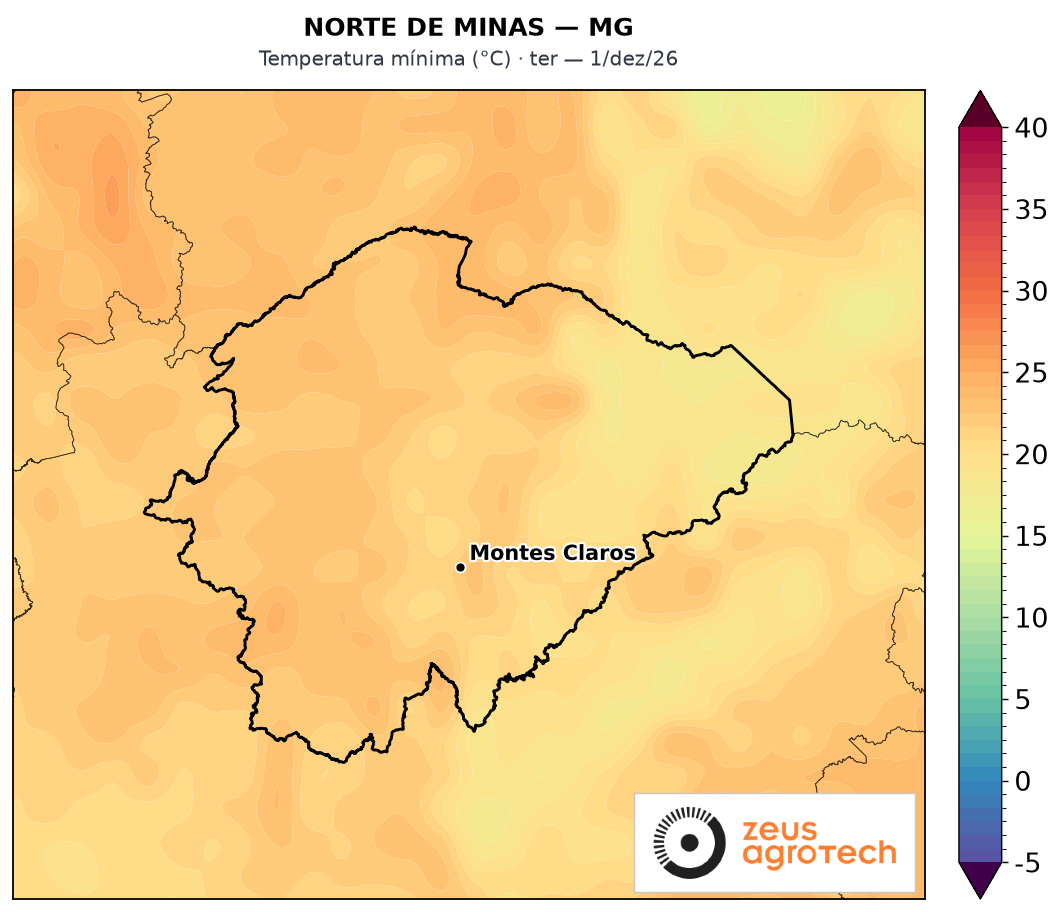 NORTE DE MINAS — MG
Temperatura mínima (°C) · ter — 1/dez/26
40
35
30
25
20
15
10
5
0
-5
Montes Claros
zeus
agrotech